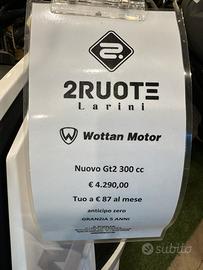 2.
2RUOTE
Larini
Wottan Motor
Nuovo Gt2 300 cc
€ 4.290,00
Tuo a € 87 al mese
anticipo zero
GRANZIA 5 ANNI
subito